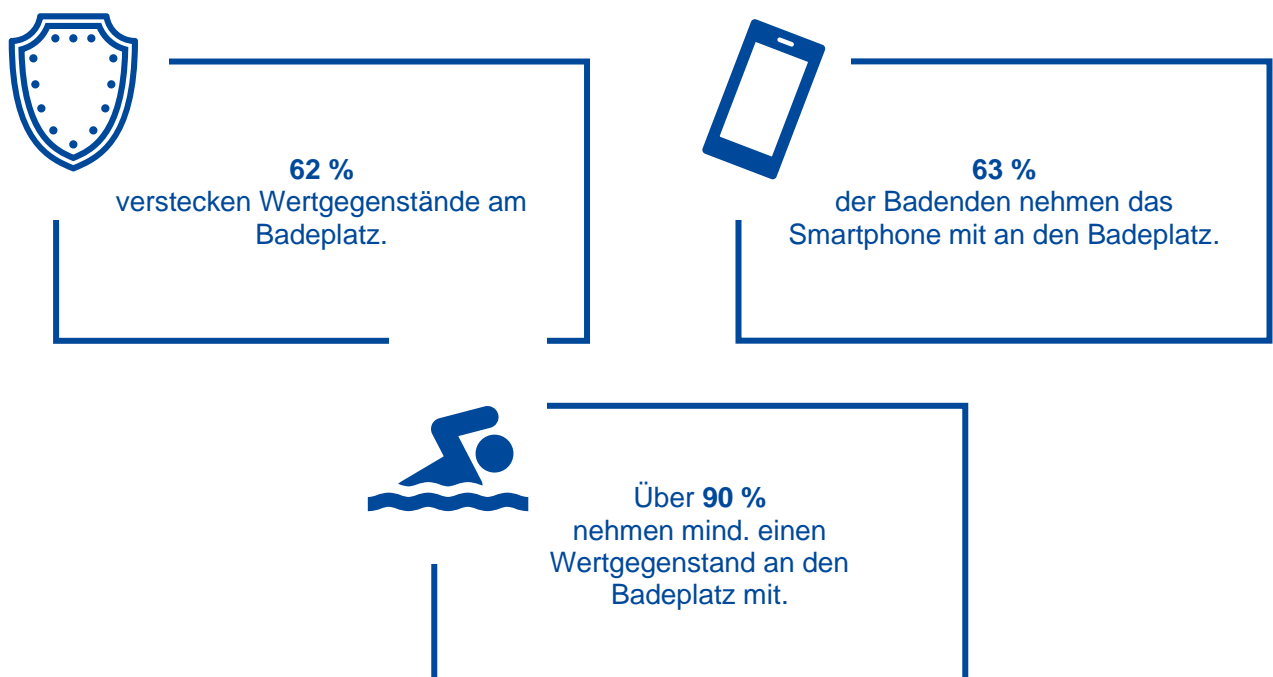 62 %
verstecken Wertgegenstände am
Badeplatz.
63 %
der Badenden nehmen das
Smartphone mit an den Badeplatz.
Über 90 %
nehmen mind. einen
Wertgegenstand an den
Badeplatz mit.